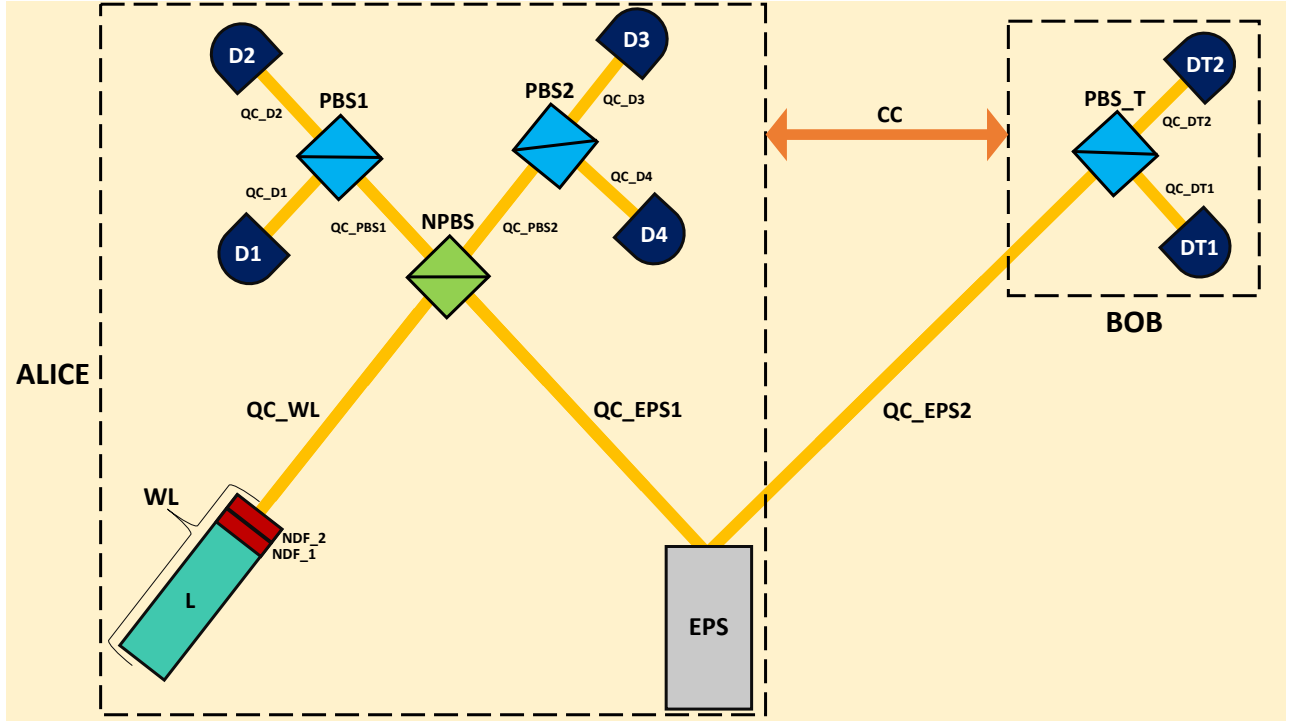 D2
D3
DT2
PBS1
PBS2
PBS_T
QC_D2
QC_D3
CC
QC_DT2
QC_D1
QC_D4
QC_DT1
QC_PBS1
NPBS
QC_PBS2
D1
D4
DT1
BOB
ALICE
QC_WL
QC_EPS1
QC_EPS2
WL
NDF_2
NDF_1
L
EPS